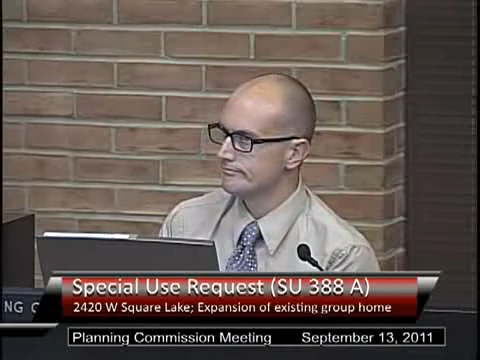 NG
Special Use Request (SU 388 A)
2420 W Square Lake; Expansion of existing group home
Planning Commission Meeting September 13, 2011